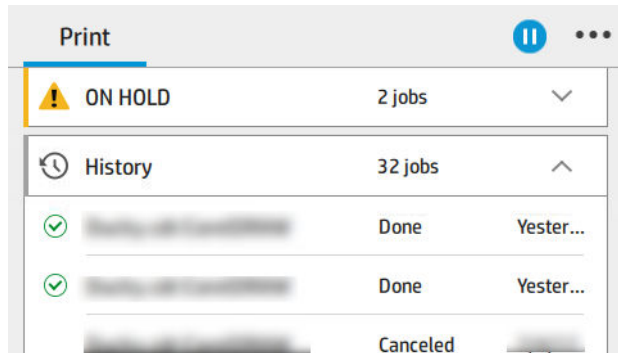 Print
ON HOLD 2 jobs
History 32 jobs
Done Yester...
Done Yester...
Canceled